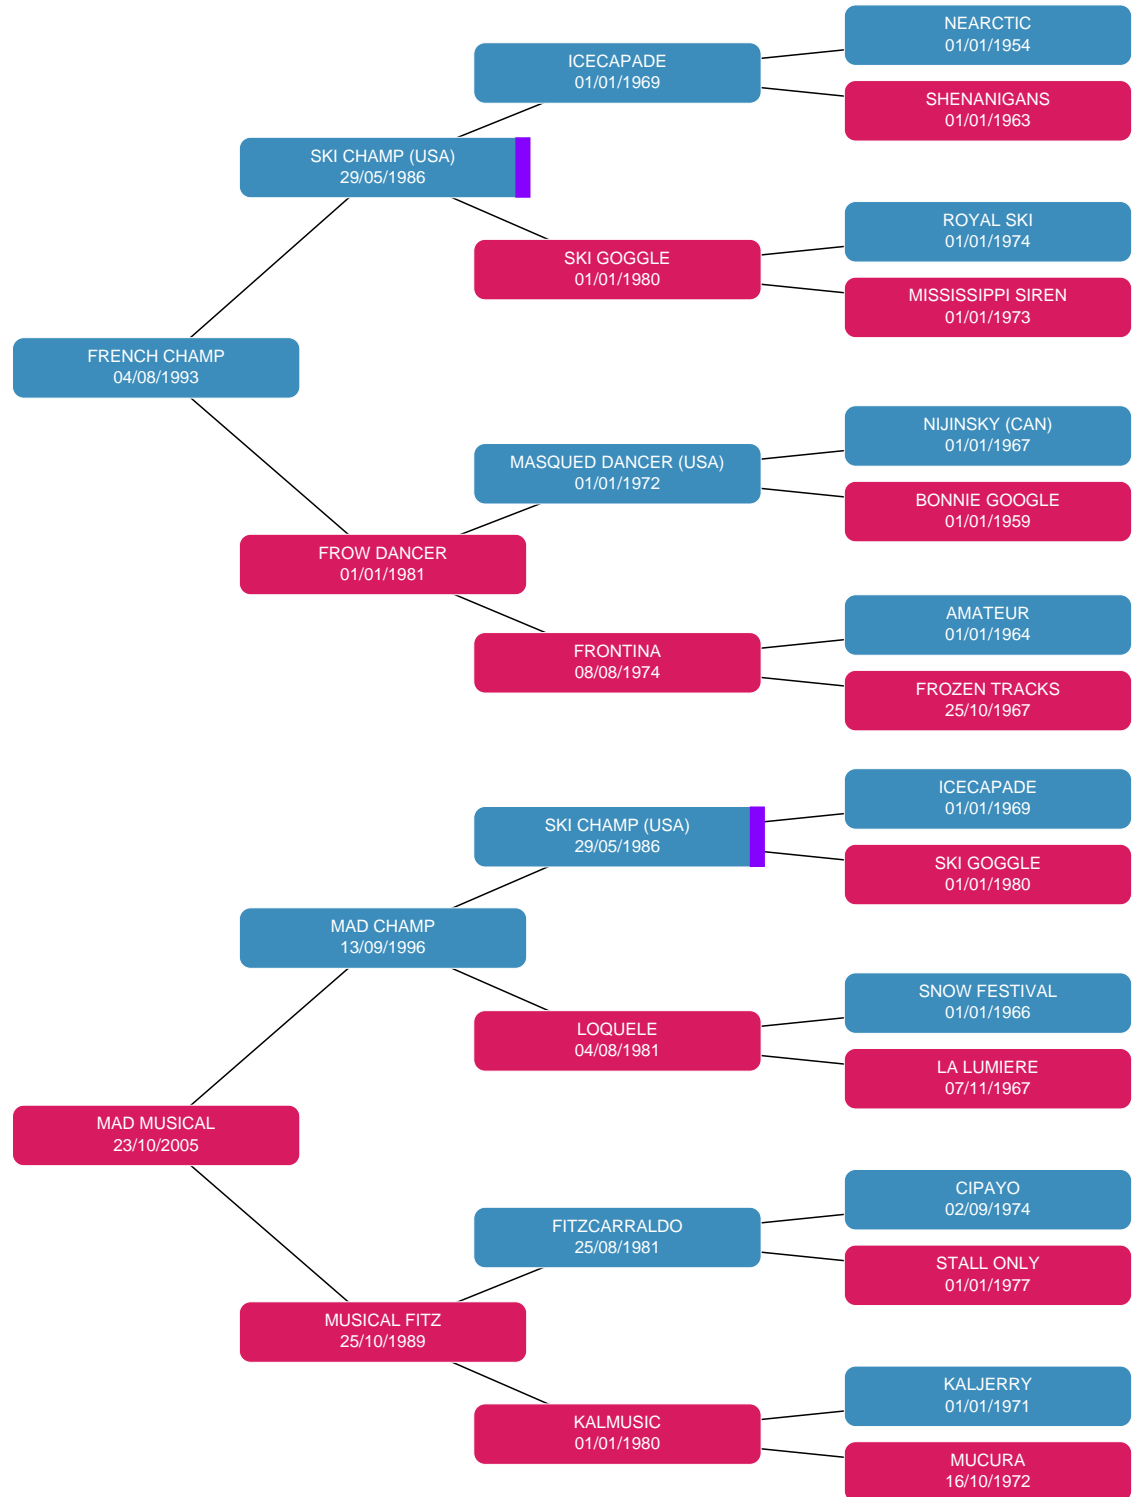 NEARCTIC
01/01/1954
ICECAPADE
01/01/1969
SHENANIGANS
01/01/1963
SKI CHAMP (USA)
29/05/1986
ROYAL SKI
01/01/1974
SKI GOGGLE
01/01/1980
MISSISSIPPI SIREN
01/01/1973
FRENCH CHAMP
04/08/1993
NIJINSKY (CAN)
01/01/1967
MASQUED DANCER (USA)
01/01/1972
BONNIE GOOGLE
01/01/1959
FROW DANCER
01/01/1981
AMATEUR
01/01/1964
FRONTINA
08/08/1974
FROZEN TRACKS
25/10/1967
ICECAPADE
01/01/1969
SKI CHAMP (USA)
29/05/1986
SKI GOGGLE
01/01/1980
MAD CHAMP
13/09/1996
SNOW FESTIVAL
01/01/1966
LOQUELE
04/08/1981
LA LUMIERE
07/11/1967
MAD MUSICAL
23/10/2005
CIPAYO
02/09/1974
FITZCARRALDO
25/08/1981
STALL ONLY
01/01/1977
MUSICAL FITZ
25/10/1989
KALJERRY
01/01/1971
KALMUSIC
01/01/1980
MUCURA
16/10/1972